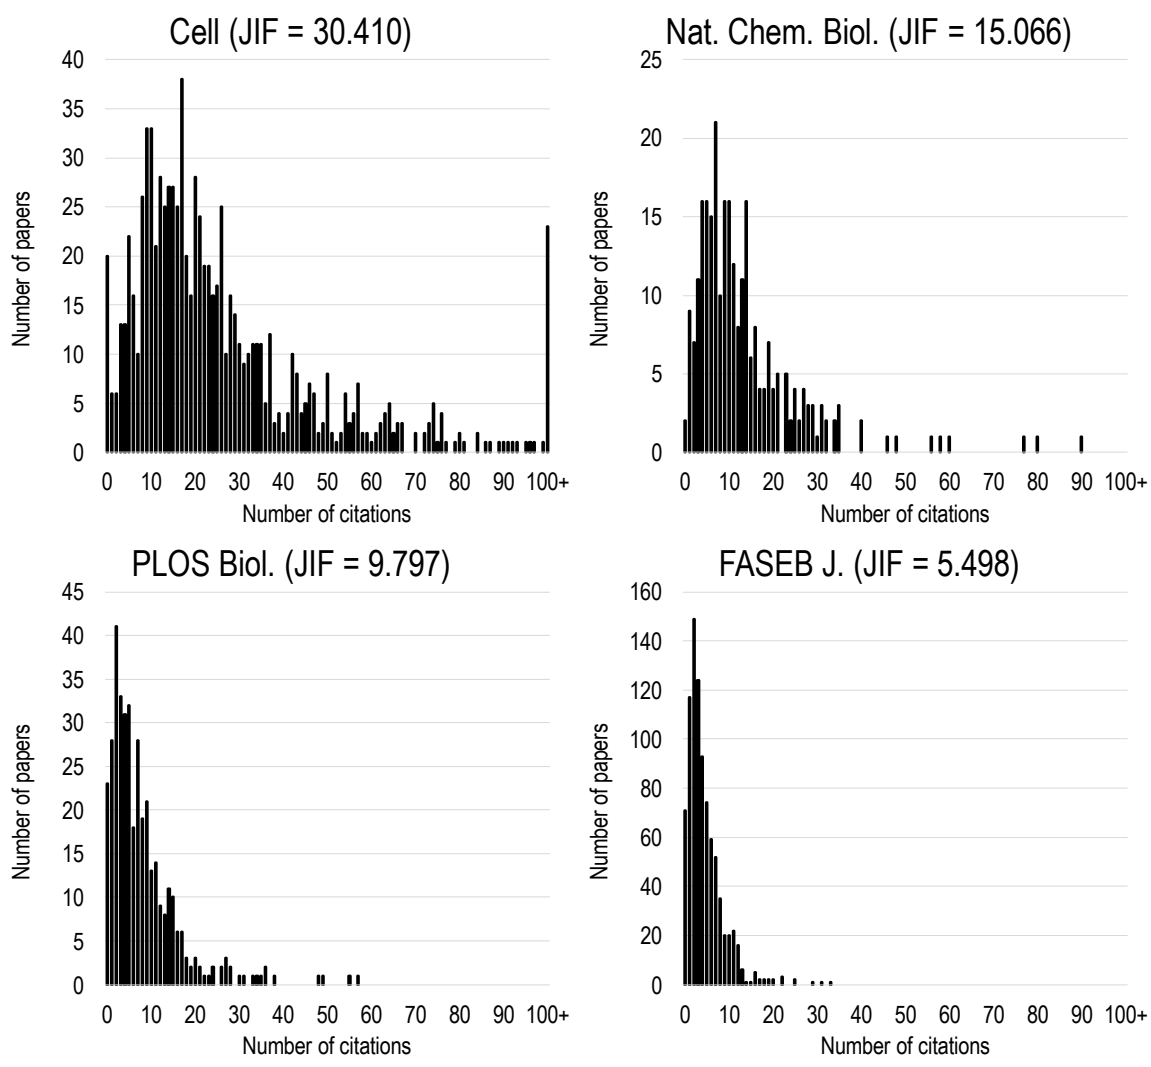 Cell (JIF = 30.410)
40
35
30
25
20
15
10
5
0
Number of papers
0 10 20 30 40 50 60 70 80 90 100+
Number of citations
Nat. Chem. Biol. (JIF = 15.066)
25
20
15
10
5
0
Number of papers
0 10 20 30 40 50 60 70 80 90 100+
Number of citations
PLOS Biol. (JIF = 9.797)
45
40
35
30
25
20
15
10
5
0
Number of papers
0 10 20 30 40 50 60 70 80 90 100+
Number of citations
FASEB J. (JIF = 5.498)
160
140
120
100
80
60
40
20
0
Number of papers
0 10 20 30 40 50 60 70 80 90 100+
Number of citations